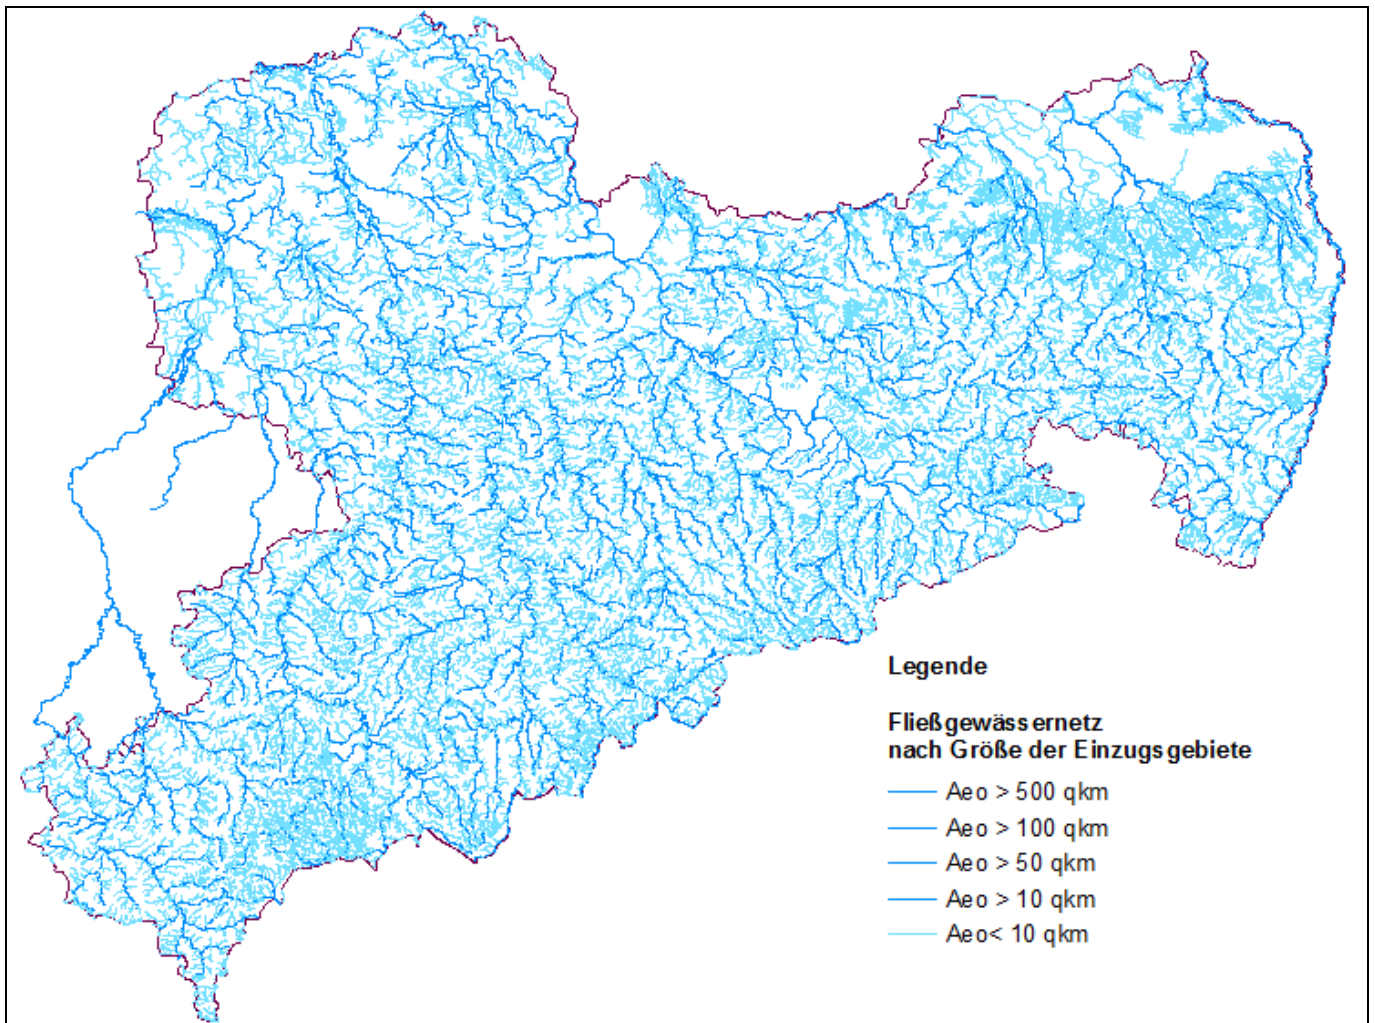 Legende
Fließgewässernetz
nach Größe der Einzugsgebiete
Aeo > 500 qkm
Aeo > 100 qkm
Aeo > 50 qkm
Aeo > 10 qkm
Aeo< 10 qkm